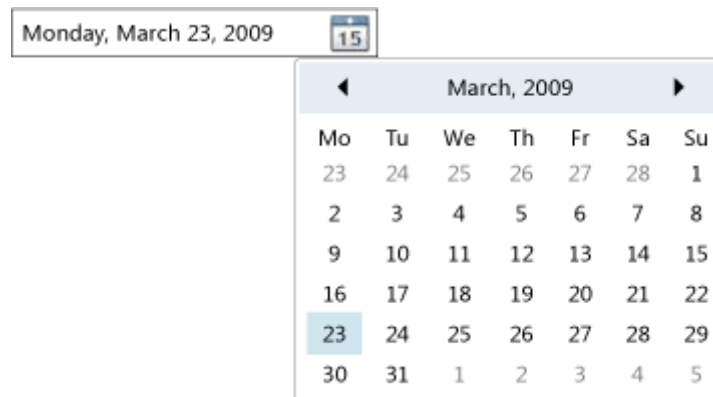 Monday, March 23, 2009
15
March, 2009
Mo Tu We Th Fr Sa Su
23 24 25 26 27 28 1
2 3 4 5 6 7 8
9 10 11 12 13 14 15
16 17 18 19 20 21 22
23 24 25 26 27 28 29
30 31 1 2 3 4 5